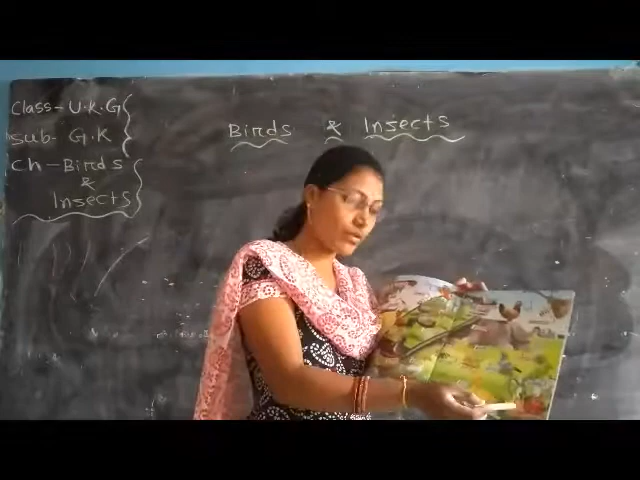 Class - U.K.G
Sub - G.K
Ch - Birds
&
Insects
Birds & Insects